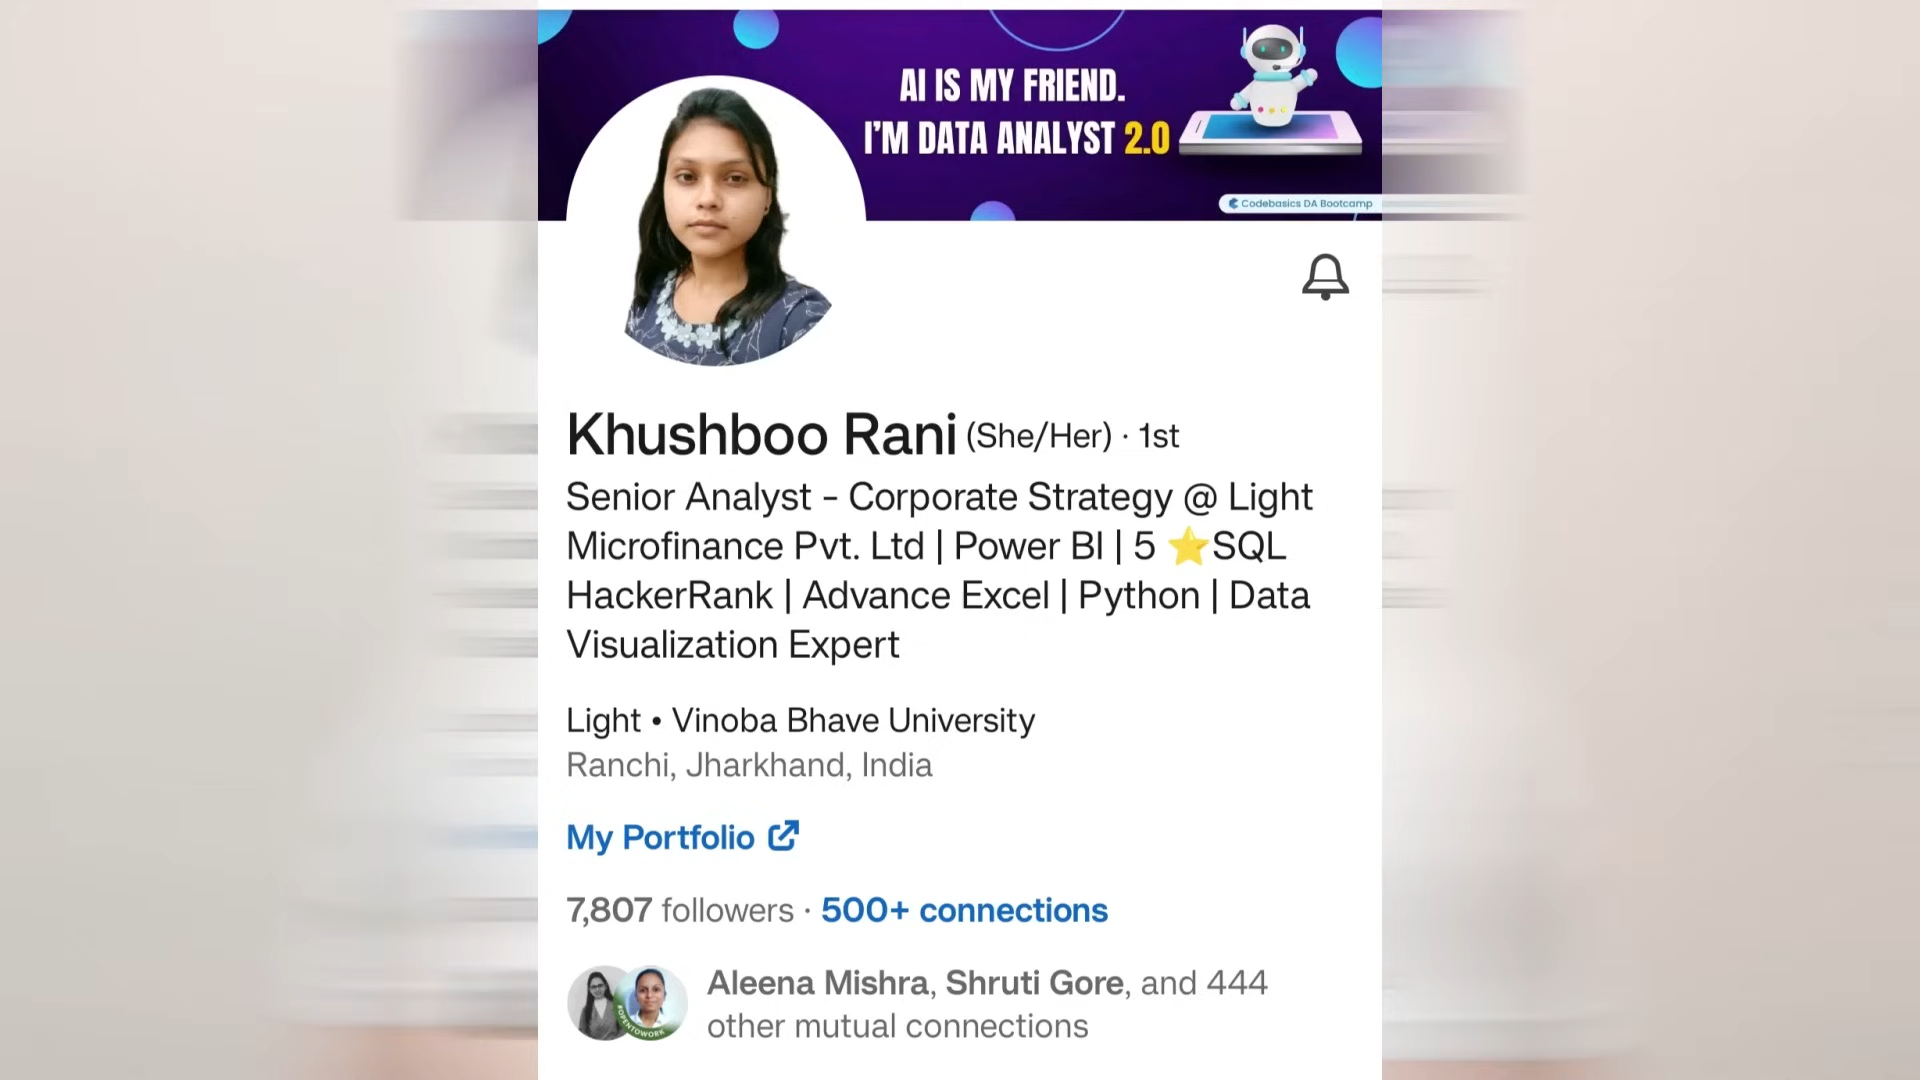 AI IS MY FRIEND.
I'M DATA ANALYST 2.0
Codebasics DA Bootcamp
Khushboo Rani (She/Her) · 1st
Senior Analyst - Corporate Strategy @ Light
Microfinance Pvt. Ltd | Power BI | 5 ⭐SQL
HackerRank | Advance Excel | Python | Data
Visualization Expert
Light • Vinoba Bhave University
Ranchi, Jharkhand, India
My Portfolio
7,807 followers · 500+ connections
#OPENTOWORK
Aleena Mishra, Shruti Gore, and 444
other mutual connections